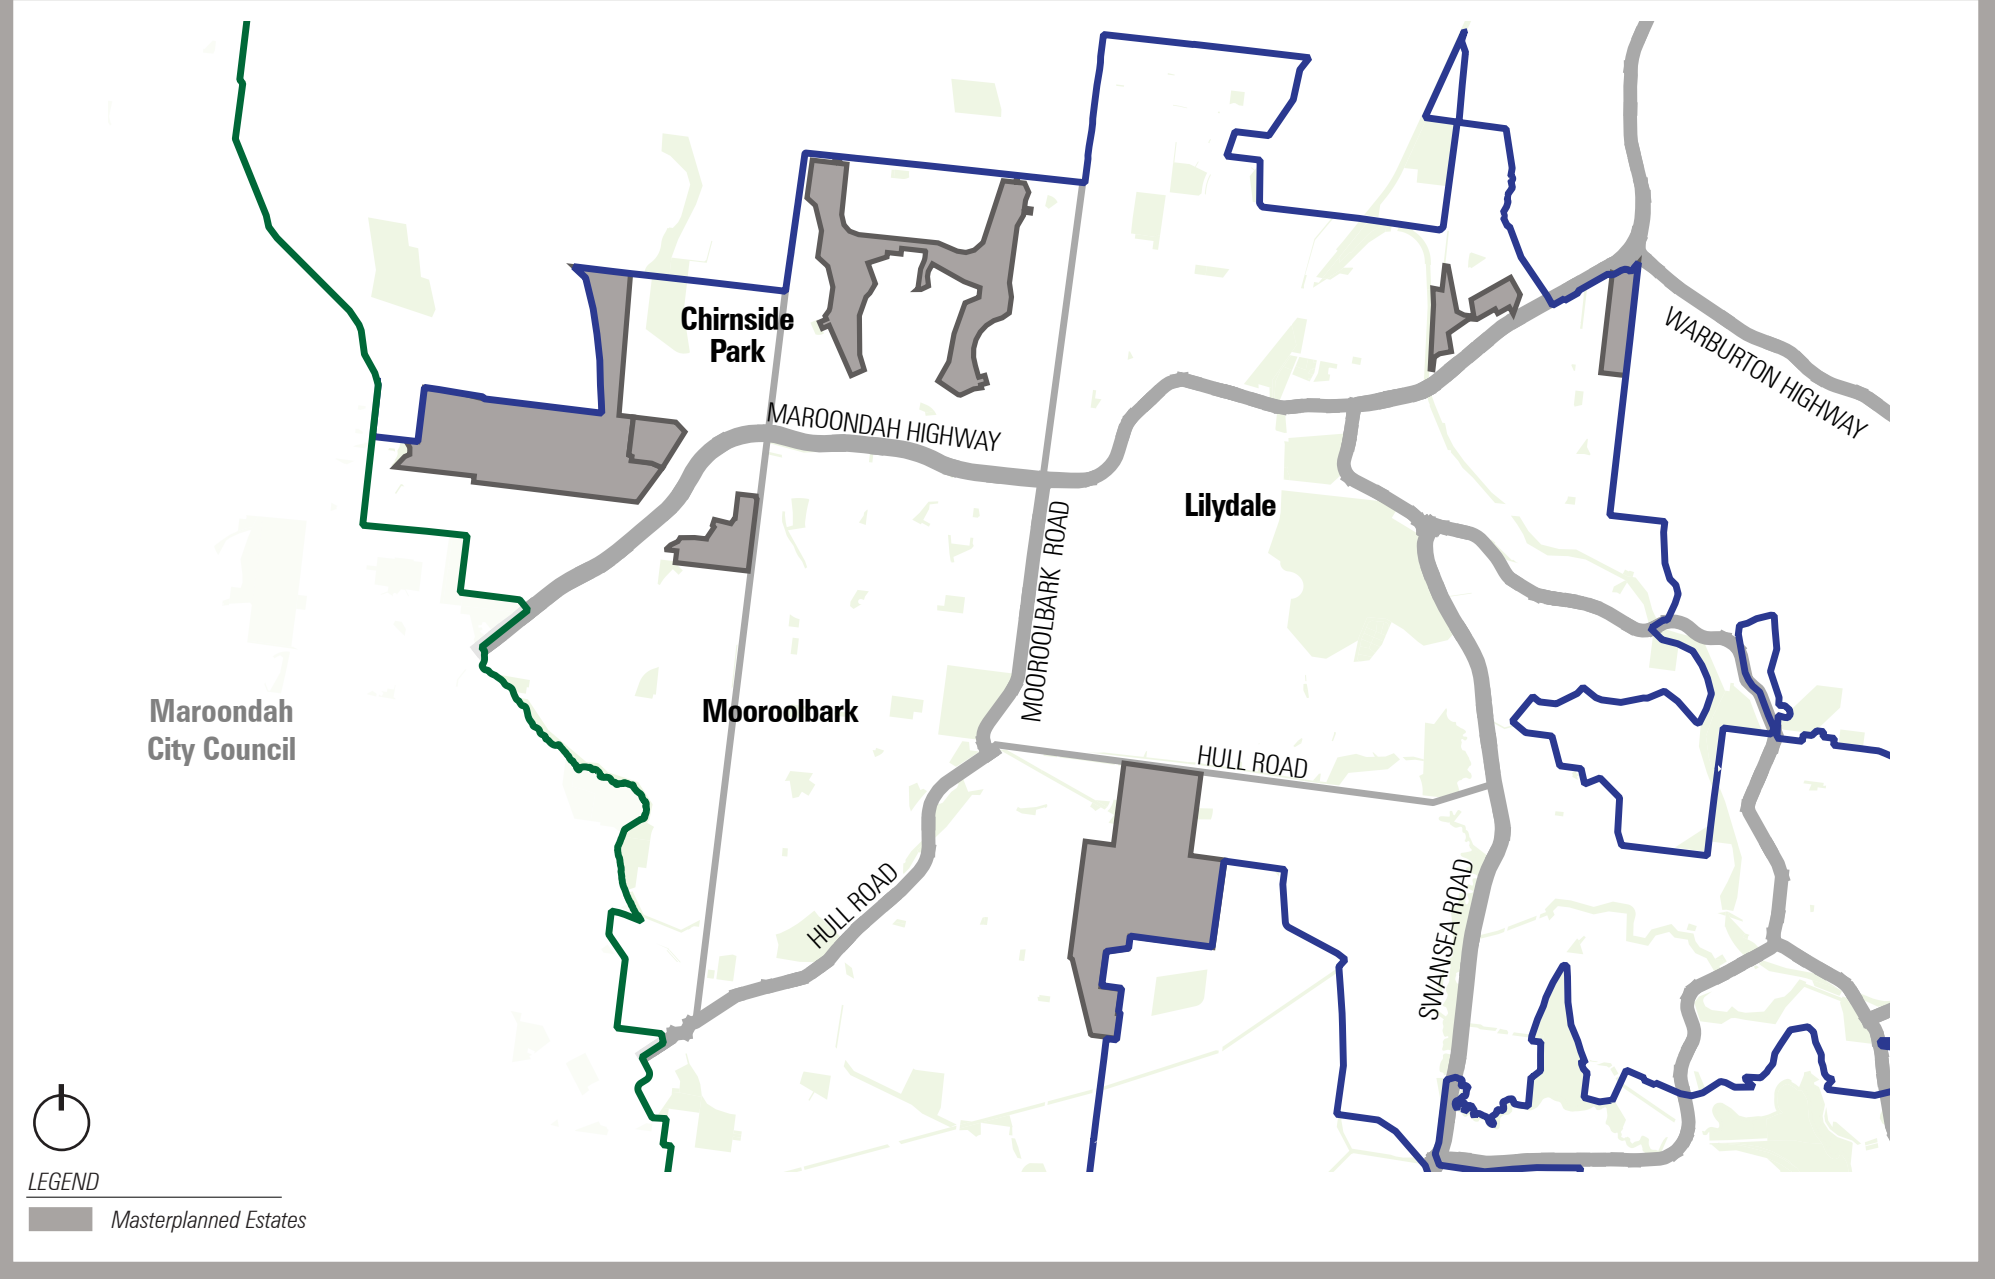 Chirnside
Park
MAROONDAH HIGHWAY
WARBURTON HIGHWAY
Lilydale
MOOROOLBARK ROAD
Maroondah
City Council
Mooroolbark
HULL ROAD
HULL ROAD
SWANSEA ROAD
LEGEND
Masterplanned Estates